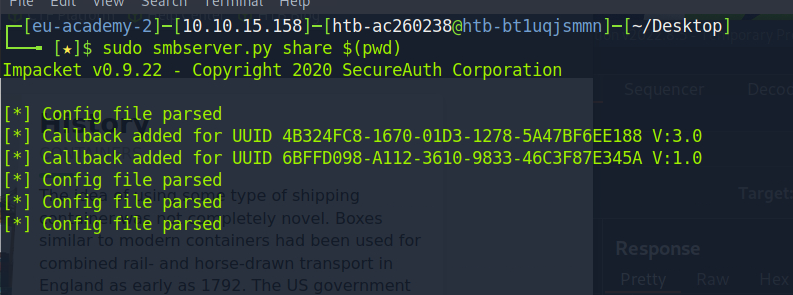 File Edit View Search Terminal Help
┌─[eu-academy-2]─[10.10.15.158]─[htb-ac260238@htb-bt1uqjsmmn]─[~/Desktop]
└──╼ [★]$ sudo smbserver.py share $(pwd)
Impacket v0.9.22 - Copyright 2020 SecureAuth Corporation
Sequencer
[*] Config file parsed
[*] Callback added for UUID 4B324FC8-1670-01D3-1278-5A47BF6EE188 V:3.0
[*] Callback added for UUID 6BFFD098-A112-3610-9833-46C3F87E345A V:1.0
[*] Config file parsed
[*] Config file parsed
[*] Config file parsed
History
some type of shipping
completely novel. Boxes
similar to modern containers had been used for
combined rail- and horse-drawn transport in
England as early as 1792. The US government
Target:
Response
Pretty Raw Hex